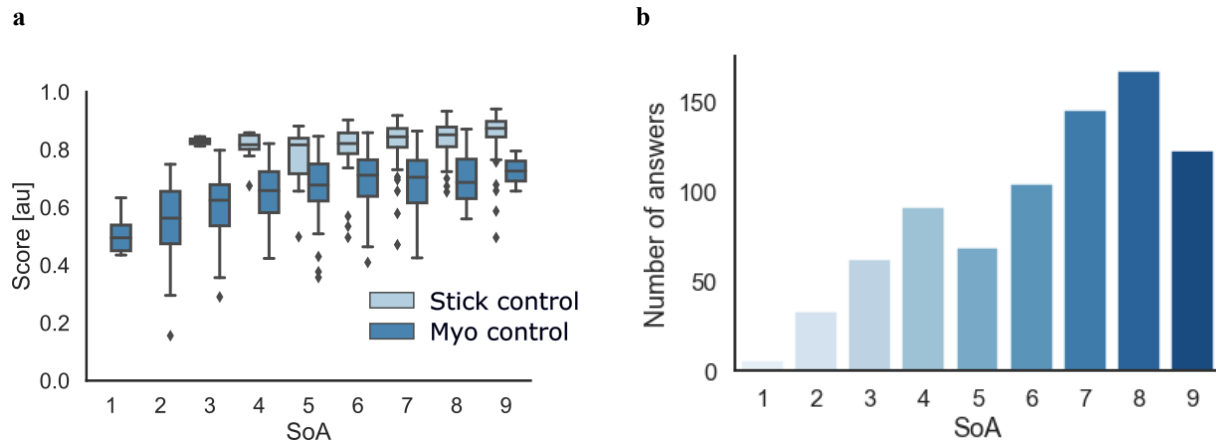 a
b
1.0
0.8
0.6
0.4
0.2
0.0
Score [au]
Stick control
Myo control
1 2 3 4 5 6 7 8 9
SoA
150
100
50
0
Number of answers
1 2 3 4 5 6 7 8 9
SoA